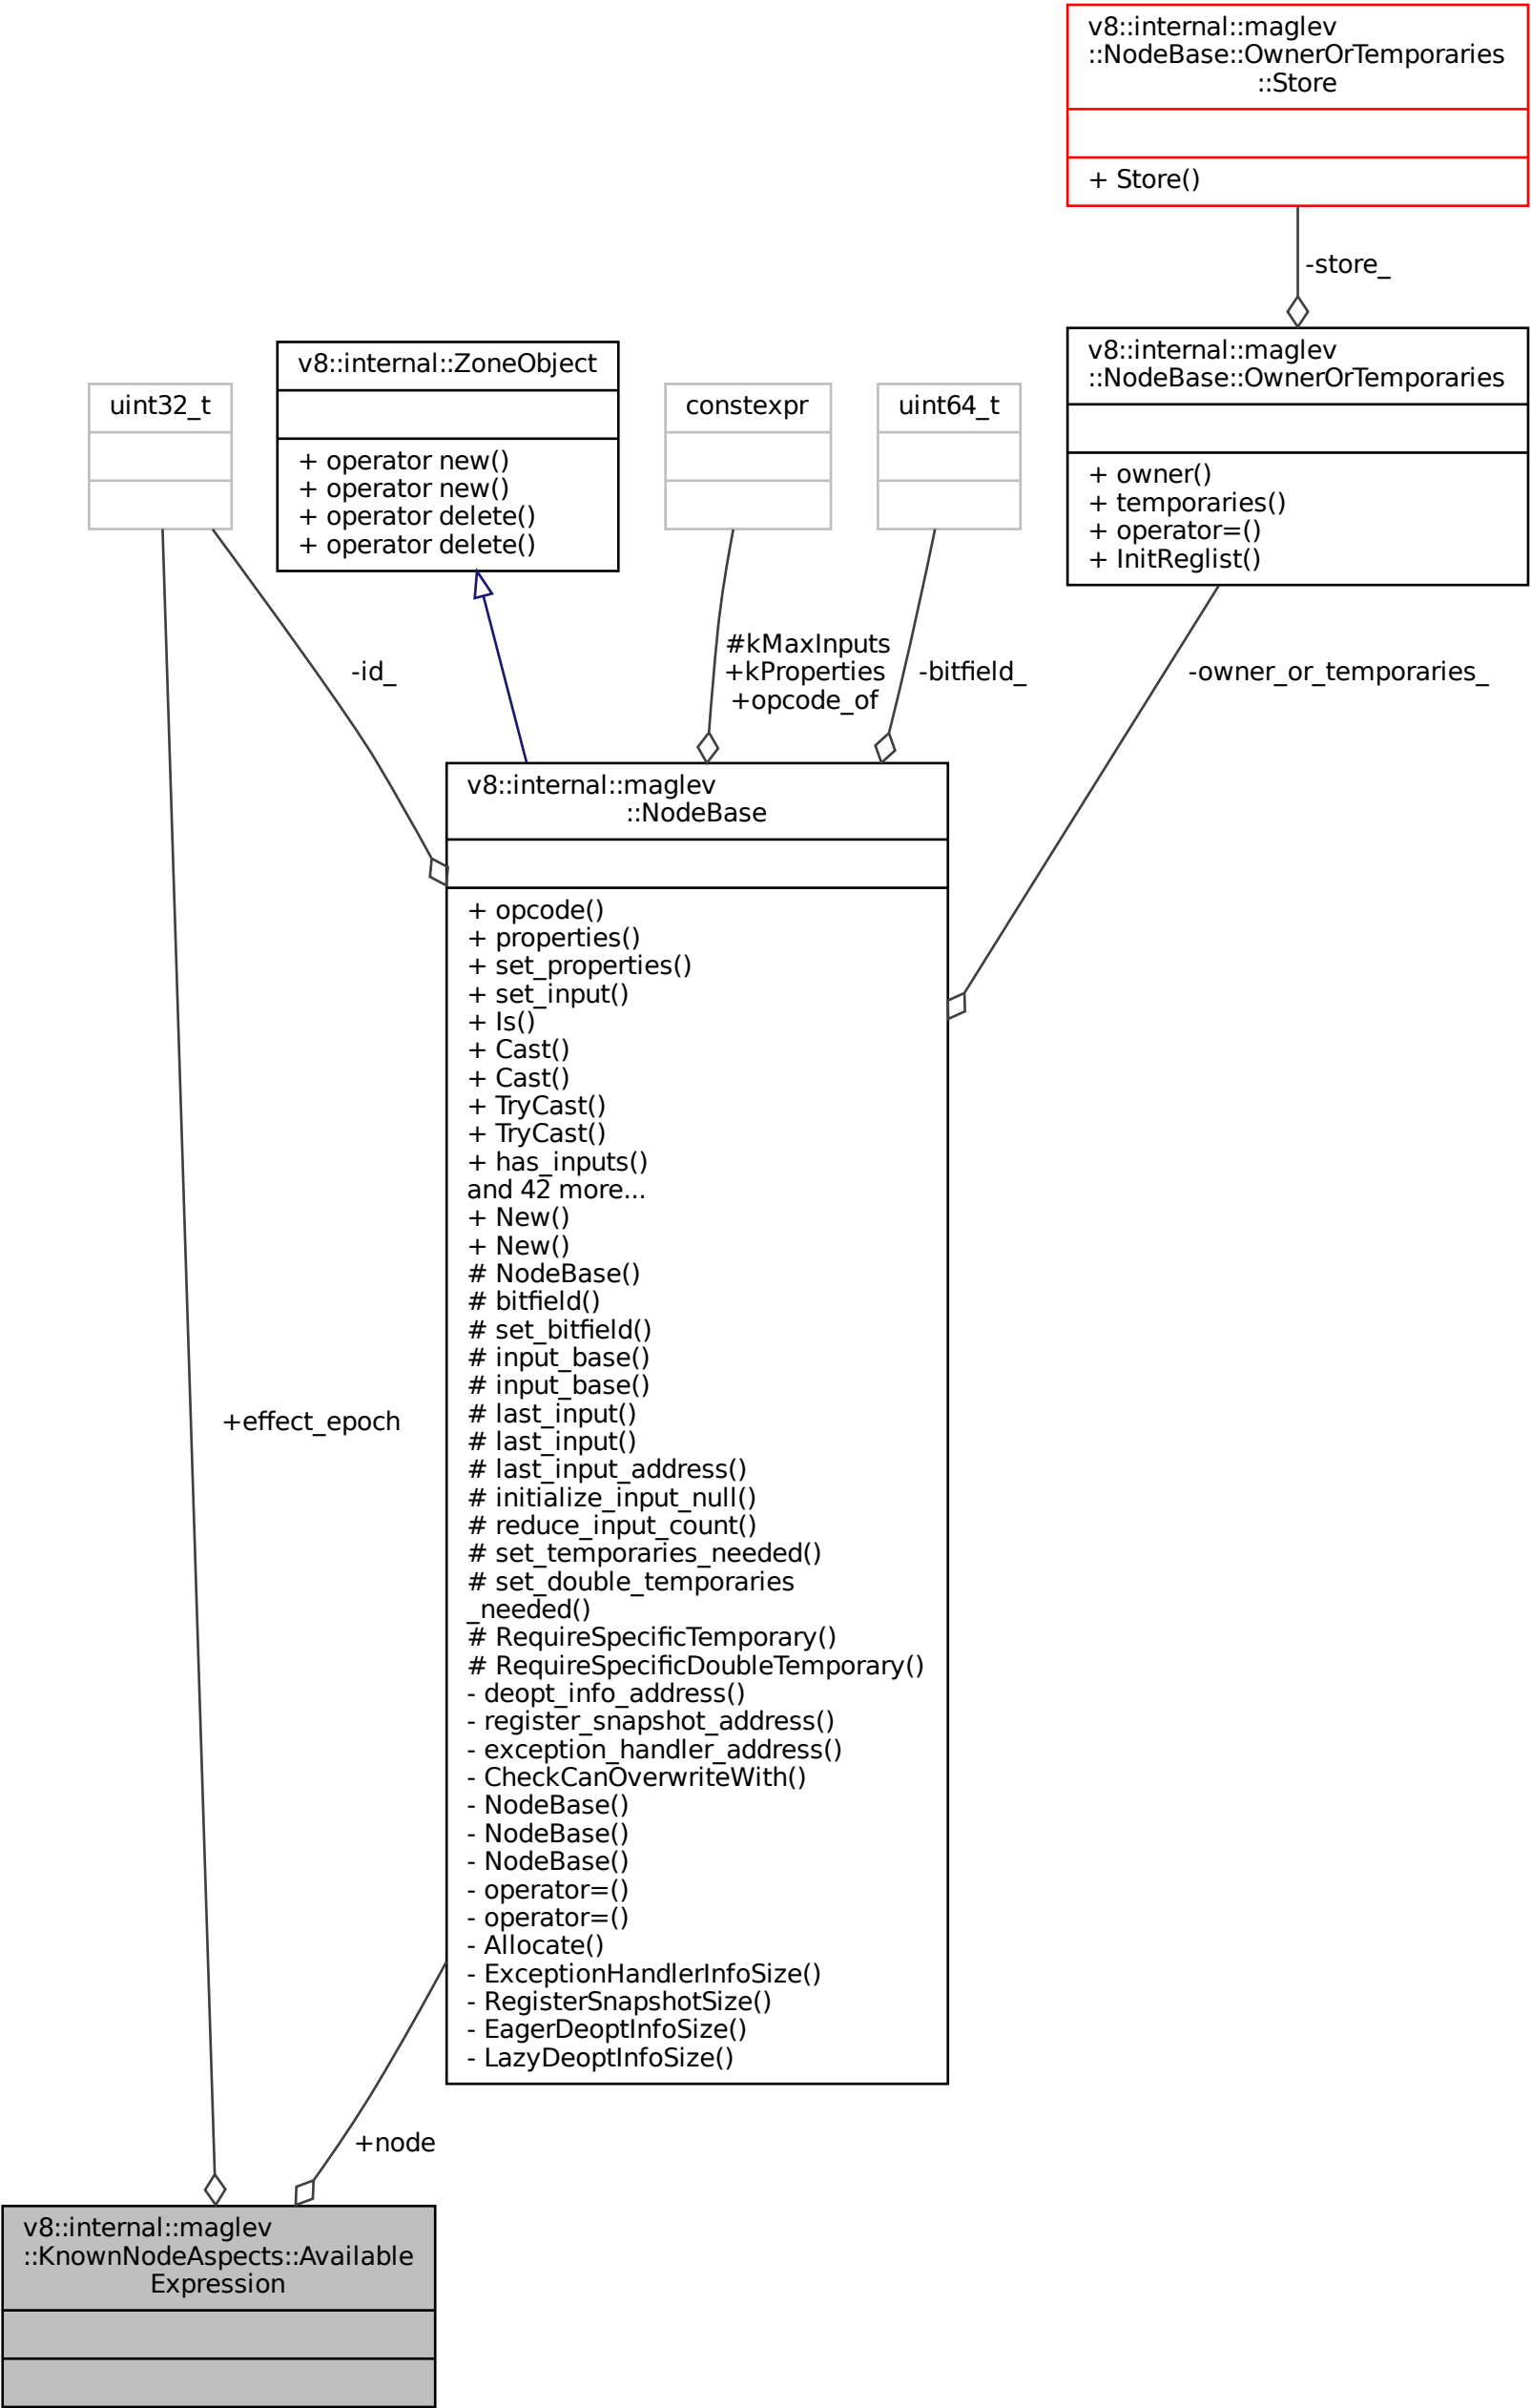 v8::internal::maglev
::NodeBase::OwnerOrTemporaries
::Store
+ Store()
-store_
v8::internal::maglev
::NodeBase::OwnerOrTemporaries
+ owner()
+ temporaries()
+ operator=()
+ InitReglist()
v8::internal::ZoneObject
+ operator new()
+ operator new()
+ operator delete()
+ operator delete()
uint32_t
constexpr
uint64_t
-id_
#kMaxInputs
+kProperties
+opcode_of
-bitfield_
-owner_or_temporaries_
v8::internal::maglev
::NodeBase
+ opcode()
+ properties()
+ set_properties()
+ set_input()
+ Is()
+ Cast()
+ Cast()
+ TryCast()
+ TryCast()
+ has_inputs()
and 42 more...
+ New()
+ New()
# NodeBase()
# bitfield()
# set_bitfield()
# input_base()
# input_base()
# last_input()
# last_input()
# last_input_address()
# initialize_input_null()
# reduce_input_count()
# set_temporaries_needed()
# set_double_temporaries
_needed()
# RequireSpecificTemporary()
# RequireSpecificDoubleTemporary()
- deopt_info_address()
- register_snapshot_address()
- exception_handler_address()
- CheckCanOverwriteWith()
- NodeBase()
- NodeBase()
- NodeBase()
- operator=()
- operator=()
- Allocate()
- ExceptionHandlerInfoSize()
- RegisterSnapshotSize()
- EagerDeoptInfoSize()
- LazyDeoptInfoSize()
+effect_epoch
+node
v8::internal::maglev
::KnownNodeAspects::Available
Expression